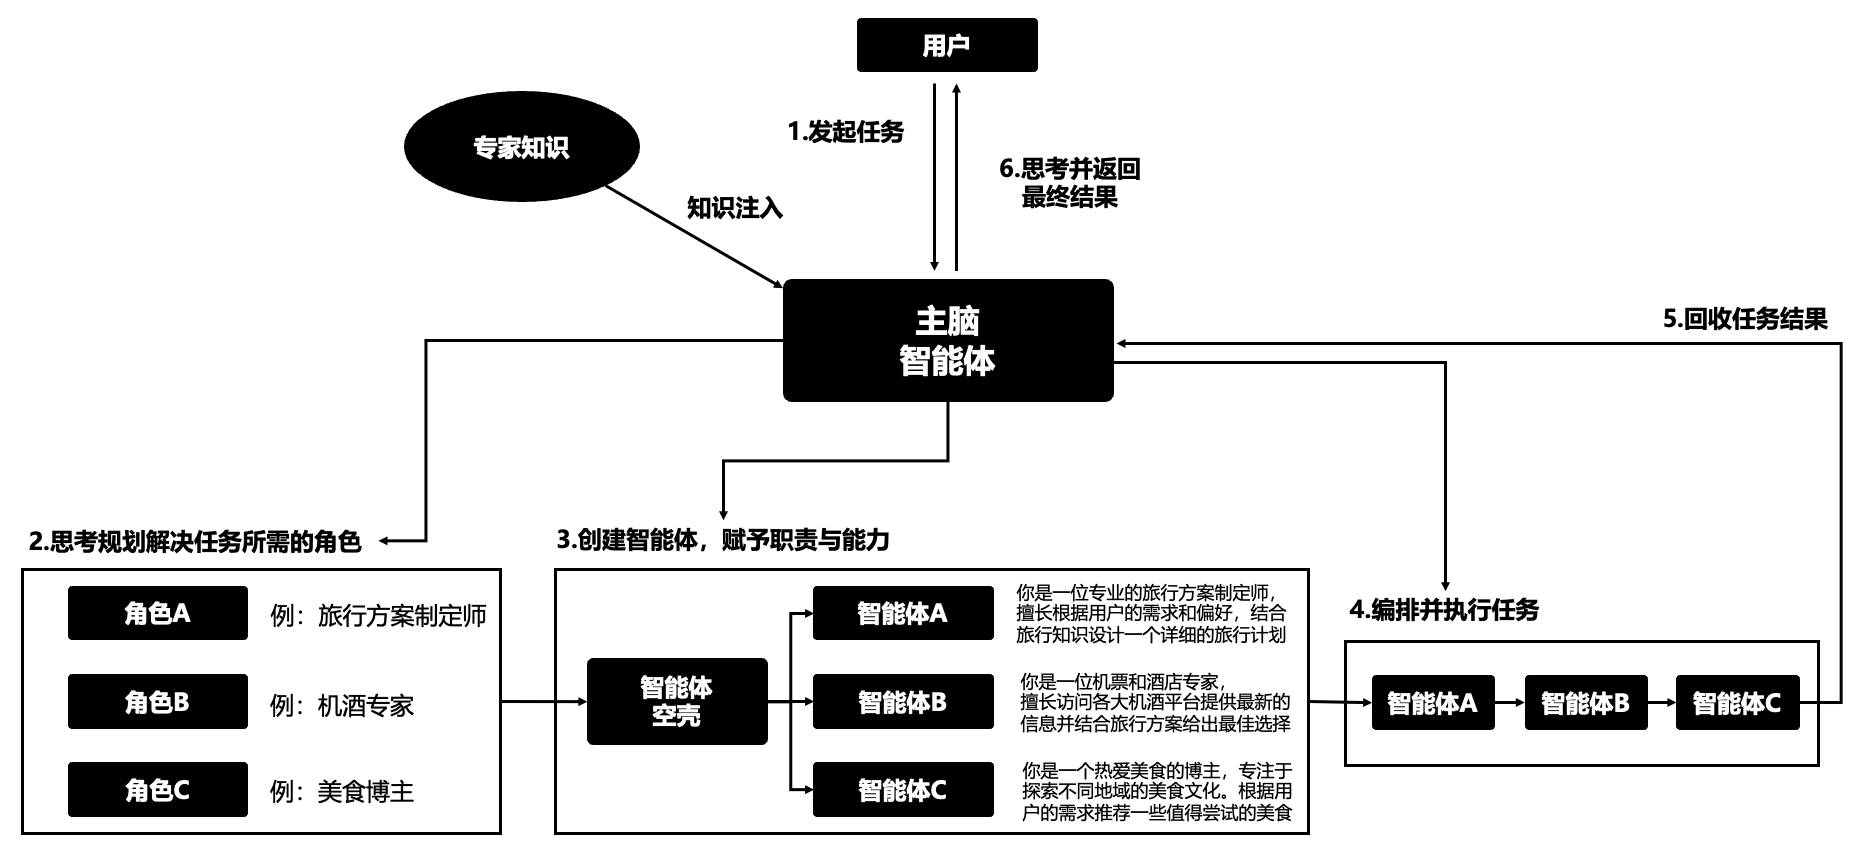 用户
专家知识
1.发起任务
6.思考并返回
最终结果
知识注入
主脑
智能体
5.回收任务结果
2.思考规划解决任务所需的角色
角色A
例：旅行方案制定师
角色B
例：机酒专家
角色C
例：美食博主
3.创建智能体，赋予职责与能力
智能体
空壳
智能体A
你是一位专业的旅行方案制定师，
擅长根据用户的需求和偏好，结合
旅行知识设计一个详细的旅行计划
智能体B
你是一位机票和酒店专家，
擅长访问各大机酒平台提供最新的
信息并结合旅行方案给出最佳选择
智能体C
你是一个热爱美食的博主，专注于
探索不同地域的美食文化。根据用
户的需求推荐一些值得尝试的美食
4.编排并执行任务
智能体A
智能体B
智能体C